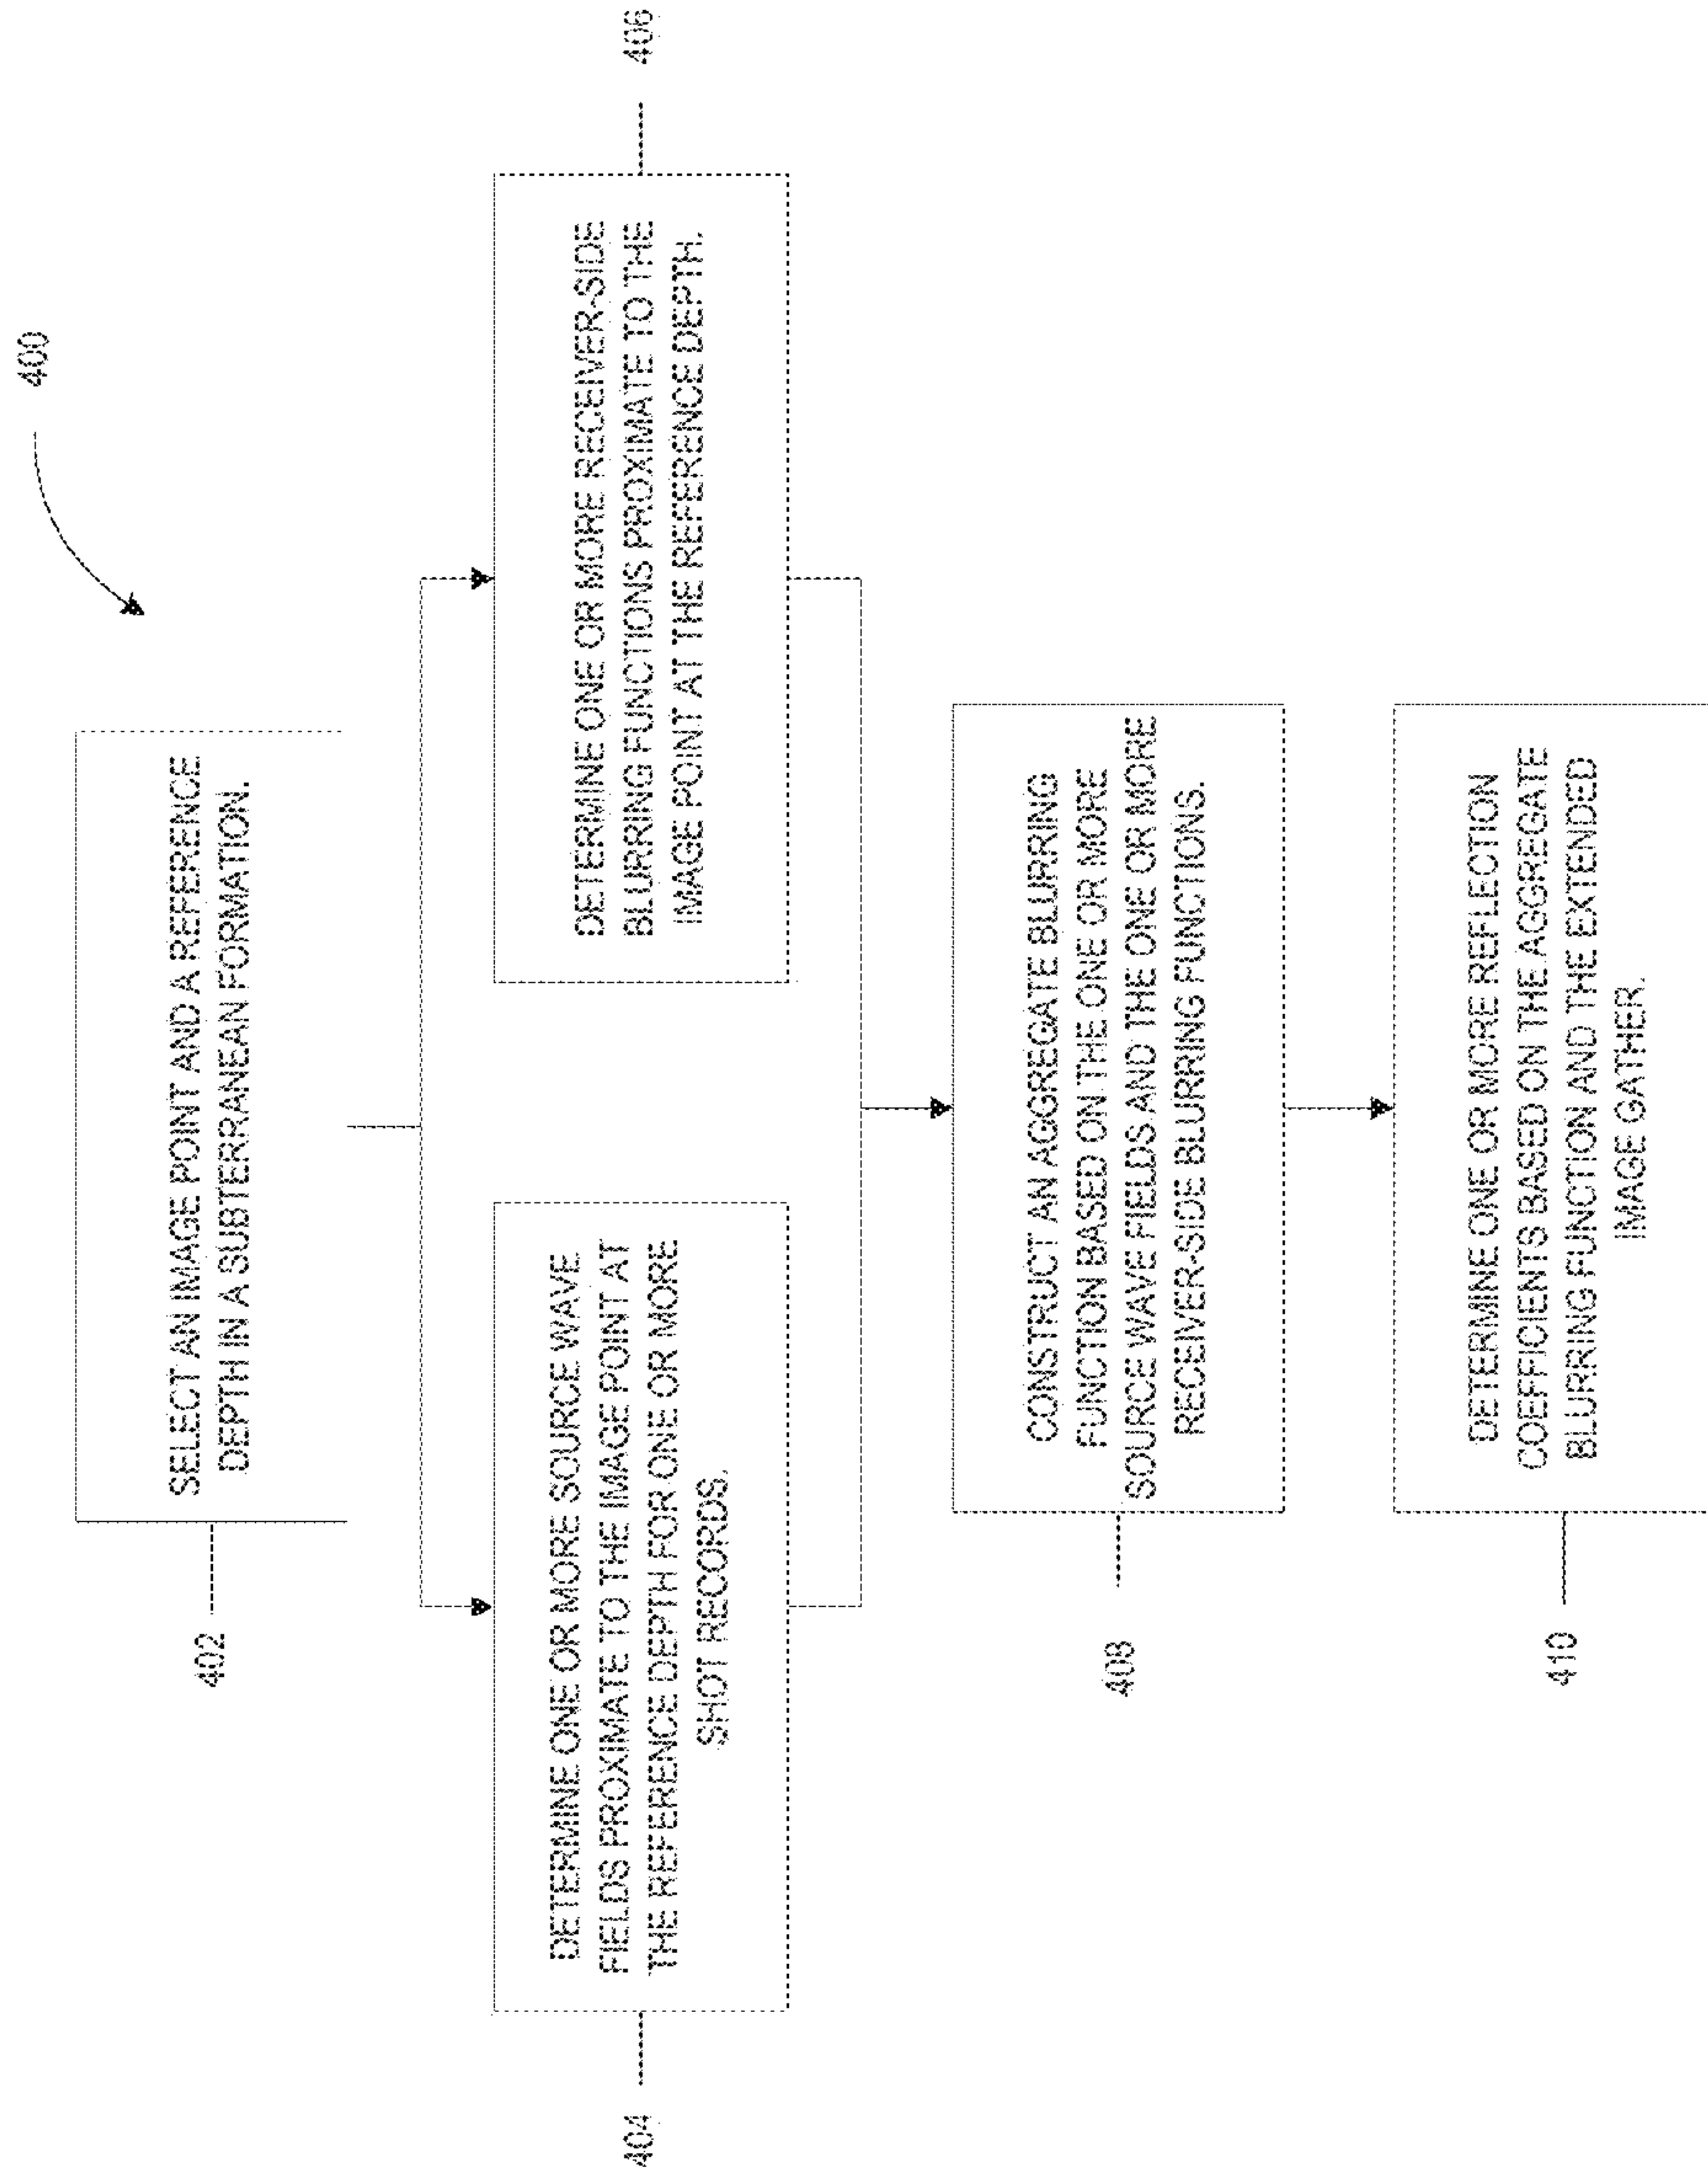 400
402
SELECT AN IMAGE POINT AND A REFERENCE
DEPTH IN A SUBTERRANEAN FORMATION.
404
DETERMINE ONE OR MORE SOURCE WAVE
FIELDS PROXIMATE TO THE IMAGE POINT AT
THE REFERENCE DEPTH FOR ONE OR MORE
SHOT RECORDS.
DETERMINE ONE OR MORE RECEIVER-SIDE
BLURRING FUNCTIONS PROXIMATE TO THE
IMAGE POINT AT THE REFERENCE DEPTH.
406
408
CONSTRUCT AN AGGREGATE BLURRING
FUNCTION BASED ON THE ONE OR MORE
SOURCE WAVE FIELDS AND THE ONE OR MORE
RECEIVER-SIDE BLURRING FUNCTIONS.
410
DETERMINE ONE OR MORE REFLECTION
COEFFICIENTS BASED ON THE AGGREGATE
BLURRING FUNCTION AND THE EXTENDED
IMAGE GATHER.